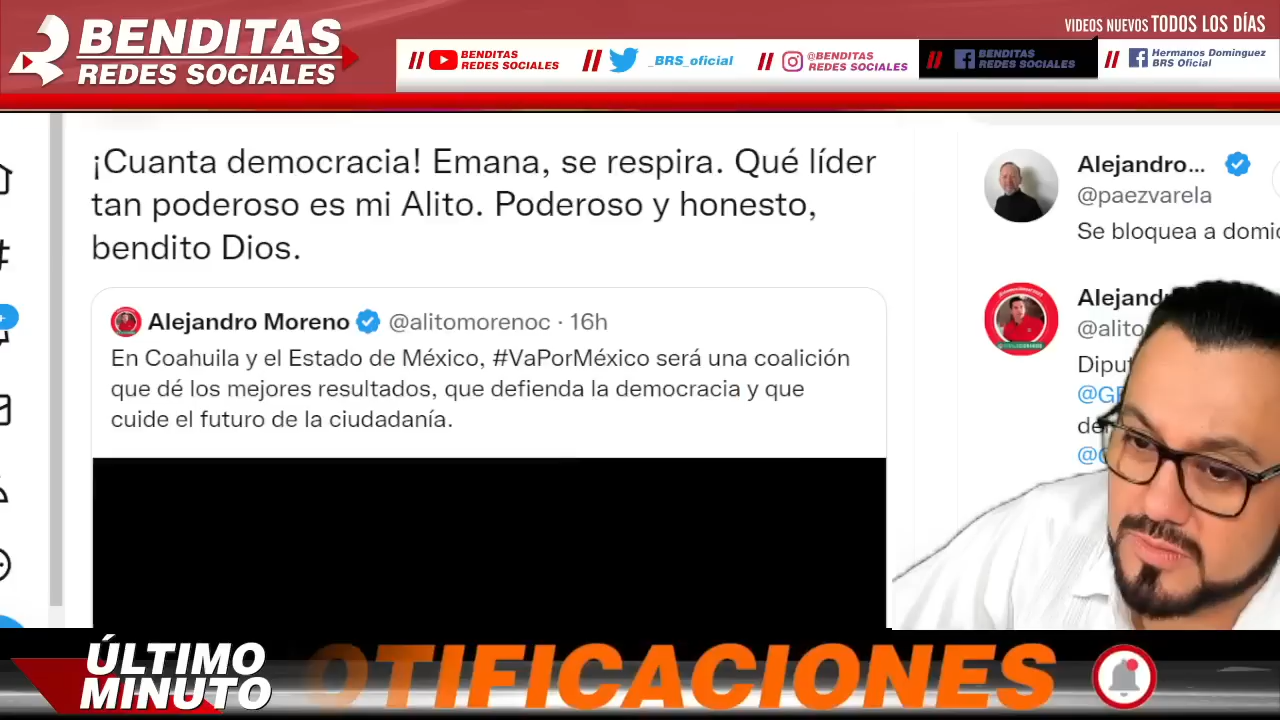 BENDITAS
REDES SOCIALES
VIDEOS NUEVOS TODOS LOS DÍAS
// BENDITAS
REDES SOCIALES
// _BRS_oficial
// @BENDITAS
REDES SOCIALES
// BENDITAS
REDES SOCIALES
// Hermanos Dominguez
BRS Oficial
¡Cuanta democracia! Emana, se respira. Qué líder
tan poderoso es mi Alito. Poderoso y honesto,
bendito Dios.
Alejandro Moreno @alitomorenoc · 16h
En Coahuila y el Estado de México, #VaPorMéxico será una coalición
que dé los mejores resultados, que defienda la democracia y que
cuide el futuro de la ciudadanía.
Alejandro...
@paezvarela
Se bloquea a domic
Alejand
@alito
Diput
ÚLTIMO
MINUTO
OTIFICACIONES